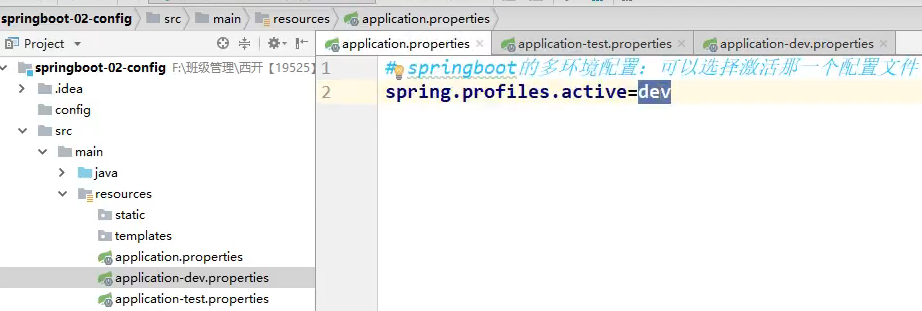 springboot-02-config src main resources application.properties
Project
application.properties application-test.properties application-dev.properties
springboot-02-config F:\班级管理\西开【19525】
.idea
config
src
main
java
resources
static
templates
application.properties
application-dev.properties
application-test.properties
1 # springboot的多环境配置：可以选择激活那一个配置文件
2 spring.profiles.active=dev